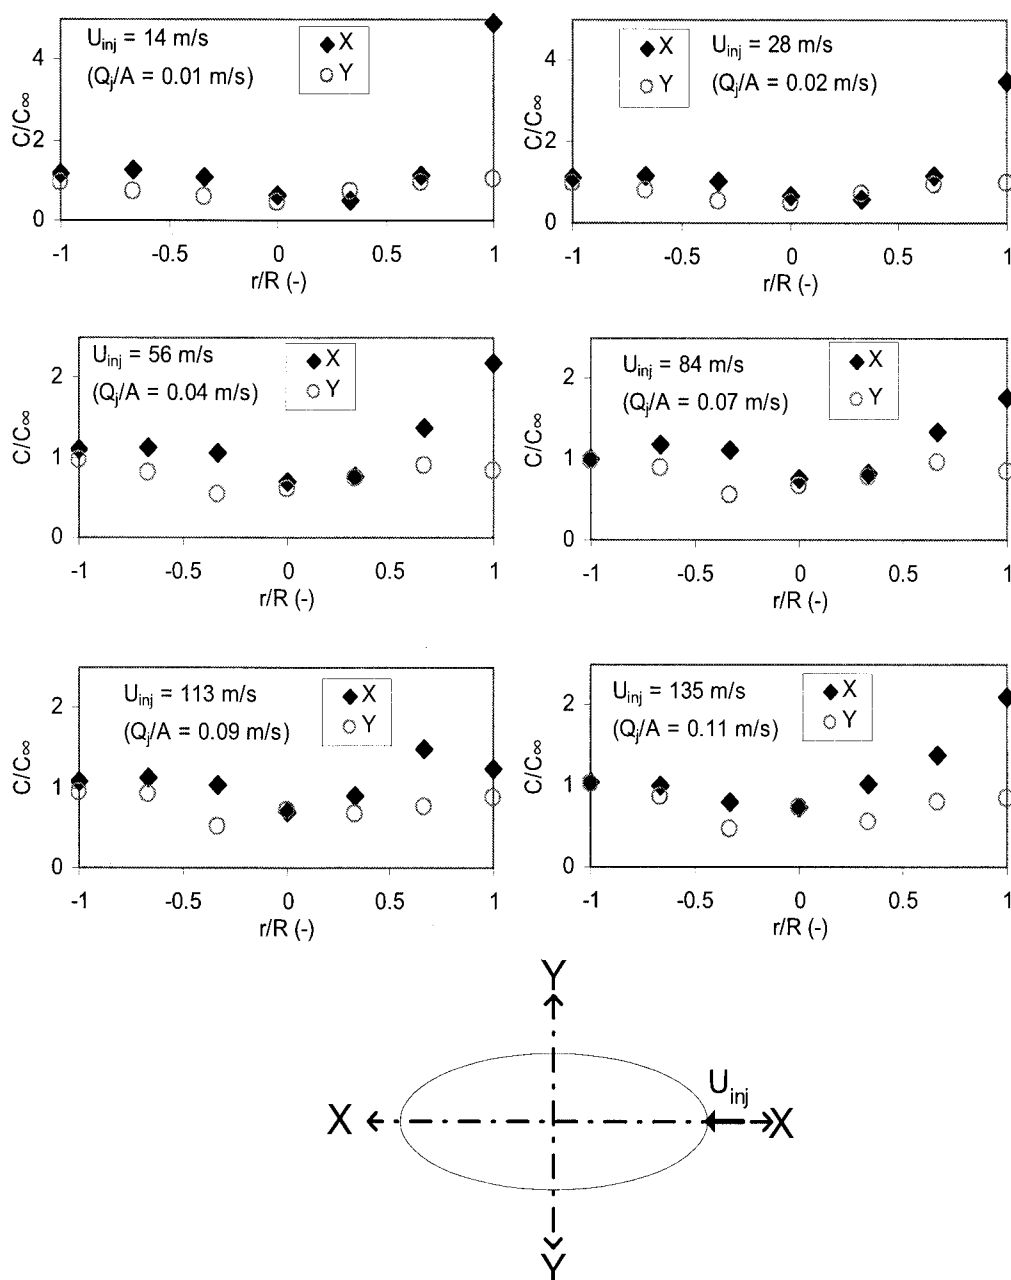 U_inj = 14 m/s
(Q_j/A = 0.01 m/s)
X
Y
C/C∞
4
2
0
-1
-0.5
0
0.5
1
r/R (-)
X
Y
U_inj = 28 m/s
(Q_j/A = 0.02 m/s)
C/C∞
4
2
0
-1
-0.5
0
0.5
1
r/R (-)
U_inj = 56 m/s
(Q_j/A = 0.04 m/s)
X
Y
C/C∞
2
1
0
-1
-0.5
0
0.5
1
r/R (-)
U_inj = 84 m/s
(Q_j/A = 0.07 m/s)
X
Y
C/C∞
2
1
0
-1
-0.5
0
0.5
1
r/R (-)
U_inj = 113 m/s
(Q_j/A = 0.09 m/s)
X
Y
C/C∞
2
1
0
-1
-0.5
0
0.5
1
r/R (-)
U_inj = 135 m/s
(Q_j/A = 0.11 m/s)
X
Y
C/C∞
2
1
0
-1
-0.5
0
0.5
1
r/R (-)
Y
U_inj
X
X
Y